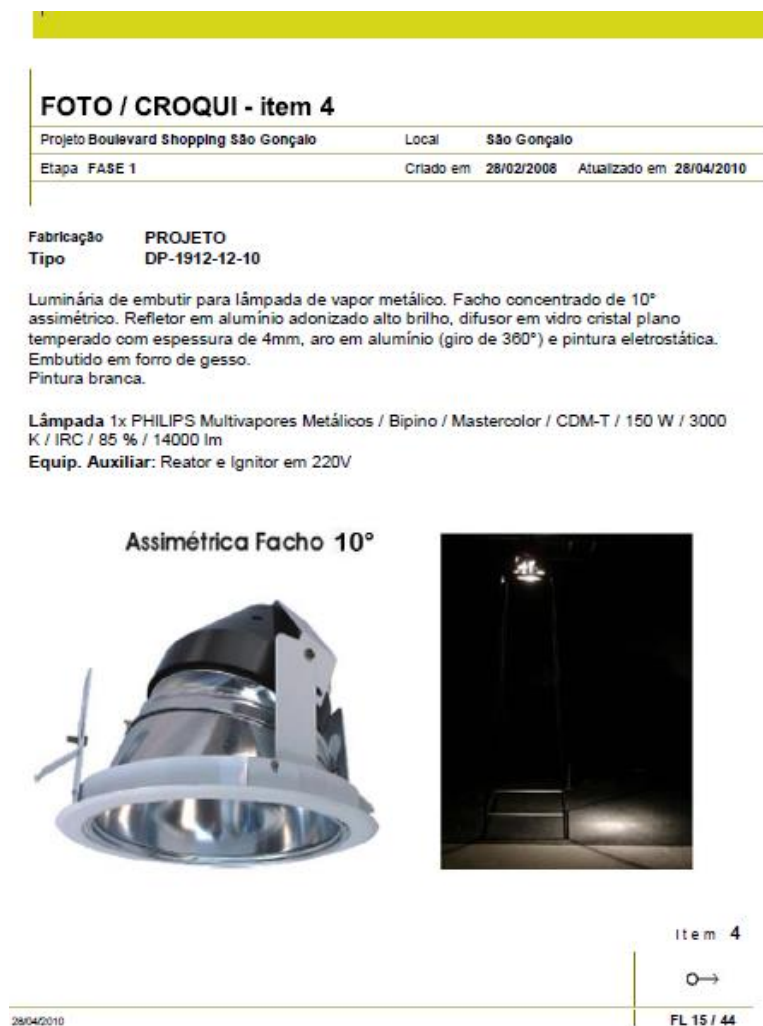 FOTO / CROQUI - item 4
Projeto Boulevard Shopping São Gonçalo Local São Gonçalo
Etapa FASE 1 Criado em 28/02/2008 Atualizado em 28/04/2010
Fabricação PROJETO
Tipo DP-1912-12-10
Luminária de embutir para lâmpada de vapor metálico. Facho concentrado de 10°
assimétrico. Refletor em alumínio adonizado alto brilho, difusor em vidro cristal plano
temperado com espessura de 4mm, aro em alumínio (giro de 360°) e pintura eletrostática.
Embutido em forro de gesso.
Pintura branca.
Lâmpada 1x PHILIPS Multivapores Metálicos / Bipino / Mastercolor / CDM-T / 150 W / 3000
K / IRC / 85 % / 14000 lm
Equip. Auxiliar: Reator e Ignitor em 220V
Assimétrica Facho 10°
Item 4
28/04/2010 FL 15 / 44